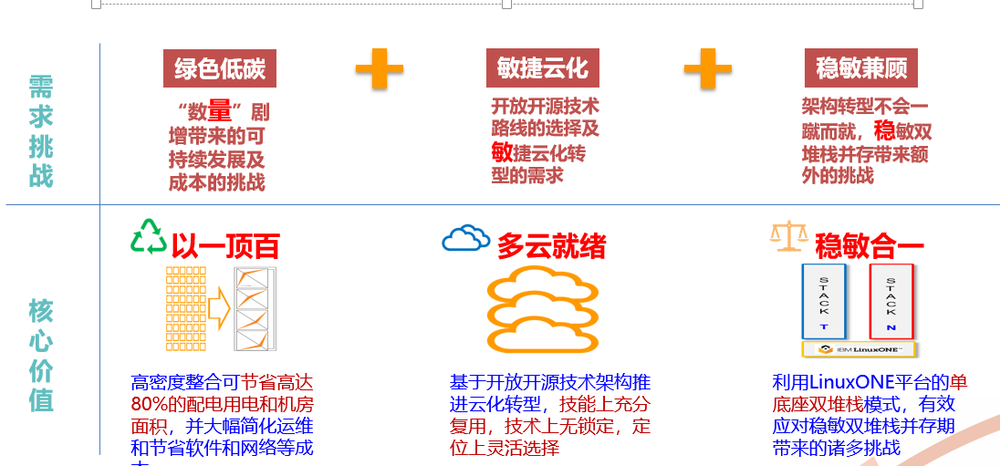 需
求
挑
战
绿色低碳
敏捷云化
稳敏兼顾
“数量”剧
增带来的可
持续发展及
成本的挑战
开放开源技术
路线的选择及
敏捷云化转
型的需求
架构转型不会一
蹴而就，稳敏双
堆栈并存带来额
外的挑战
核
心
价
值
以一顶百
多云就绪
稳敏合一
STACK T
STACK N
IBM LinuxONE™
高密度整合可节省高达
80%的配电用电和机房
面积，并大幅简化运维
和节省软件和网络等成
基于开放开源技术架构推
进云化转型，技能上充分
复用，技术上无锁定，定
位上灵活选择
利用LinuxONE平台的单
底座双堆栈模式，有效
应对稳敏双堆栈并存期
带来的诸多挑战